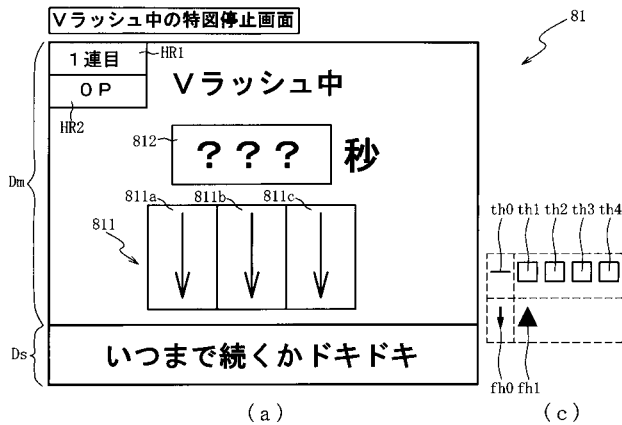 Vラッシュ中の特図停止画面
81
1連目
HR1
Vラッシュ中
0P
HR2
812
???
秒
Dm
811a
811b
811c
811
th0
th1
th2
th3
th4
Ds
いつまで続くかドキドキ
fh0
fh1
(a)
(c)